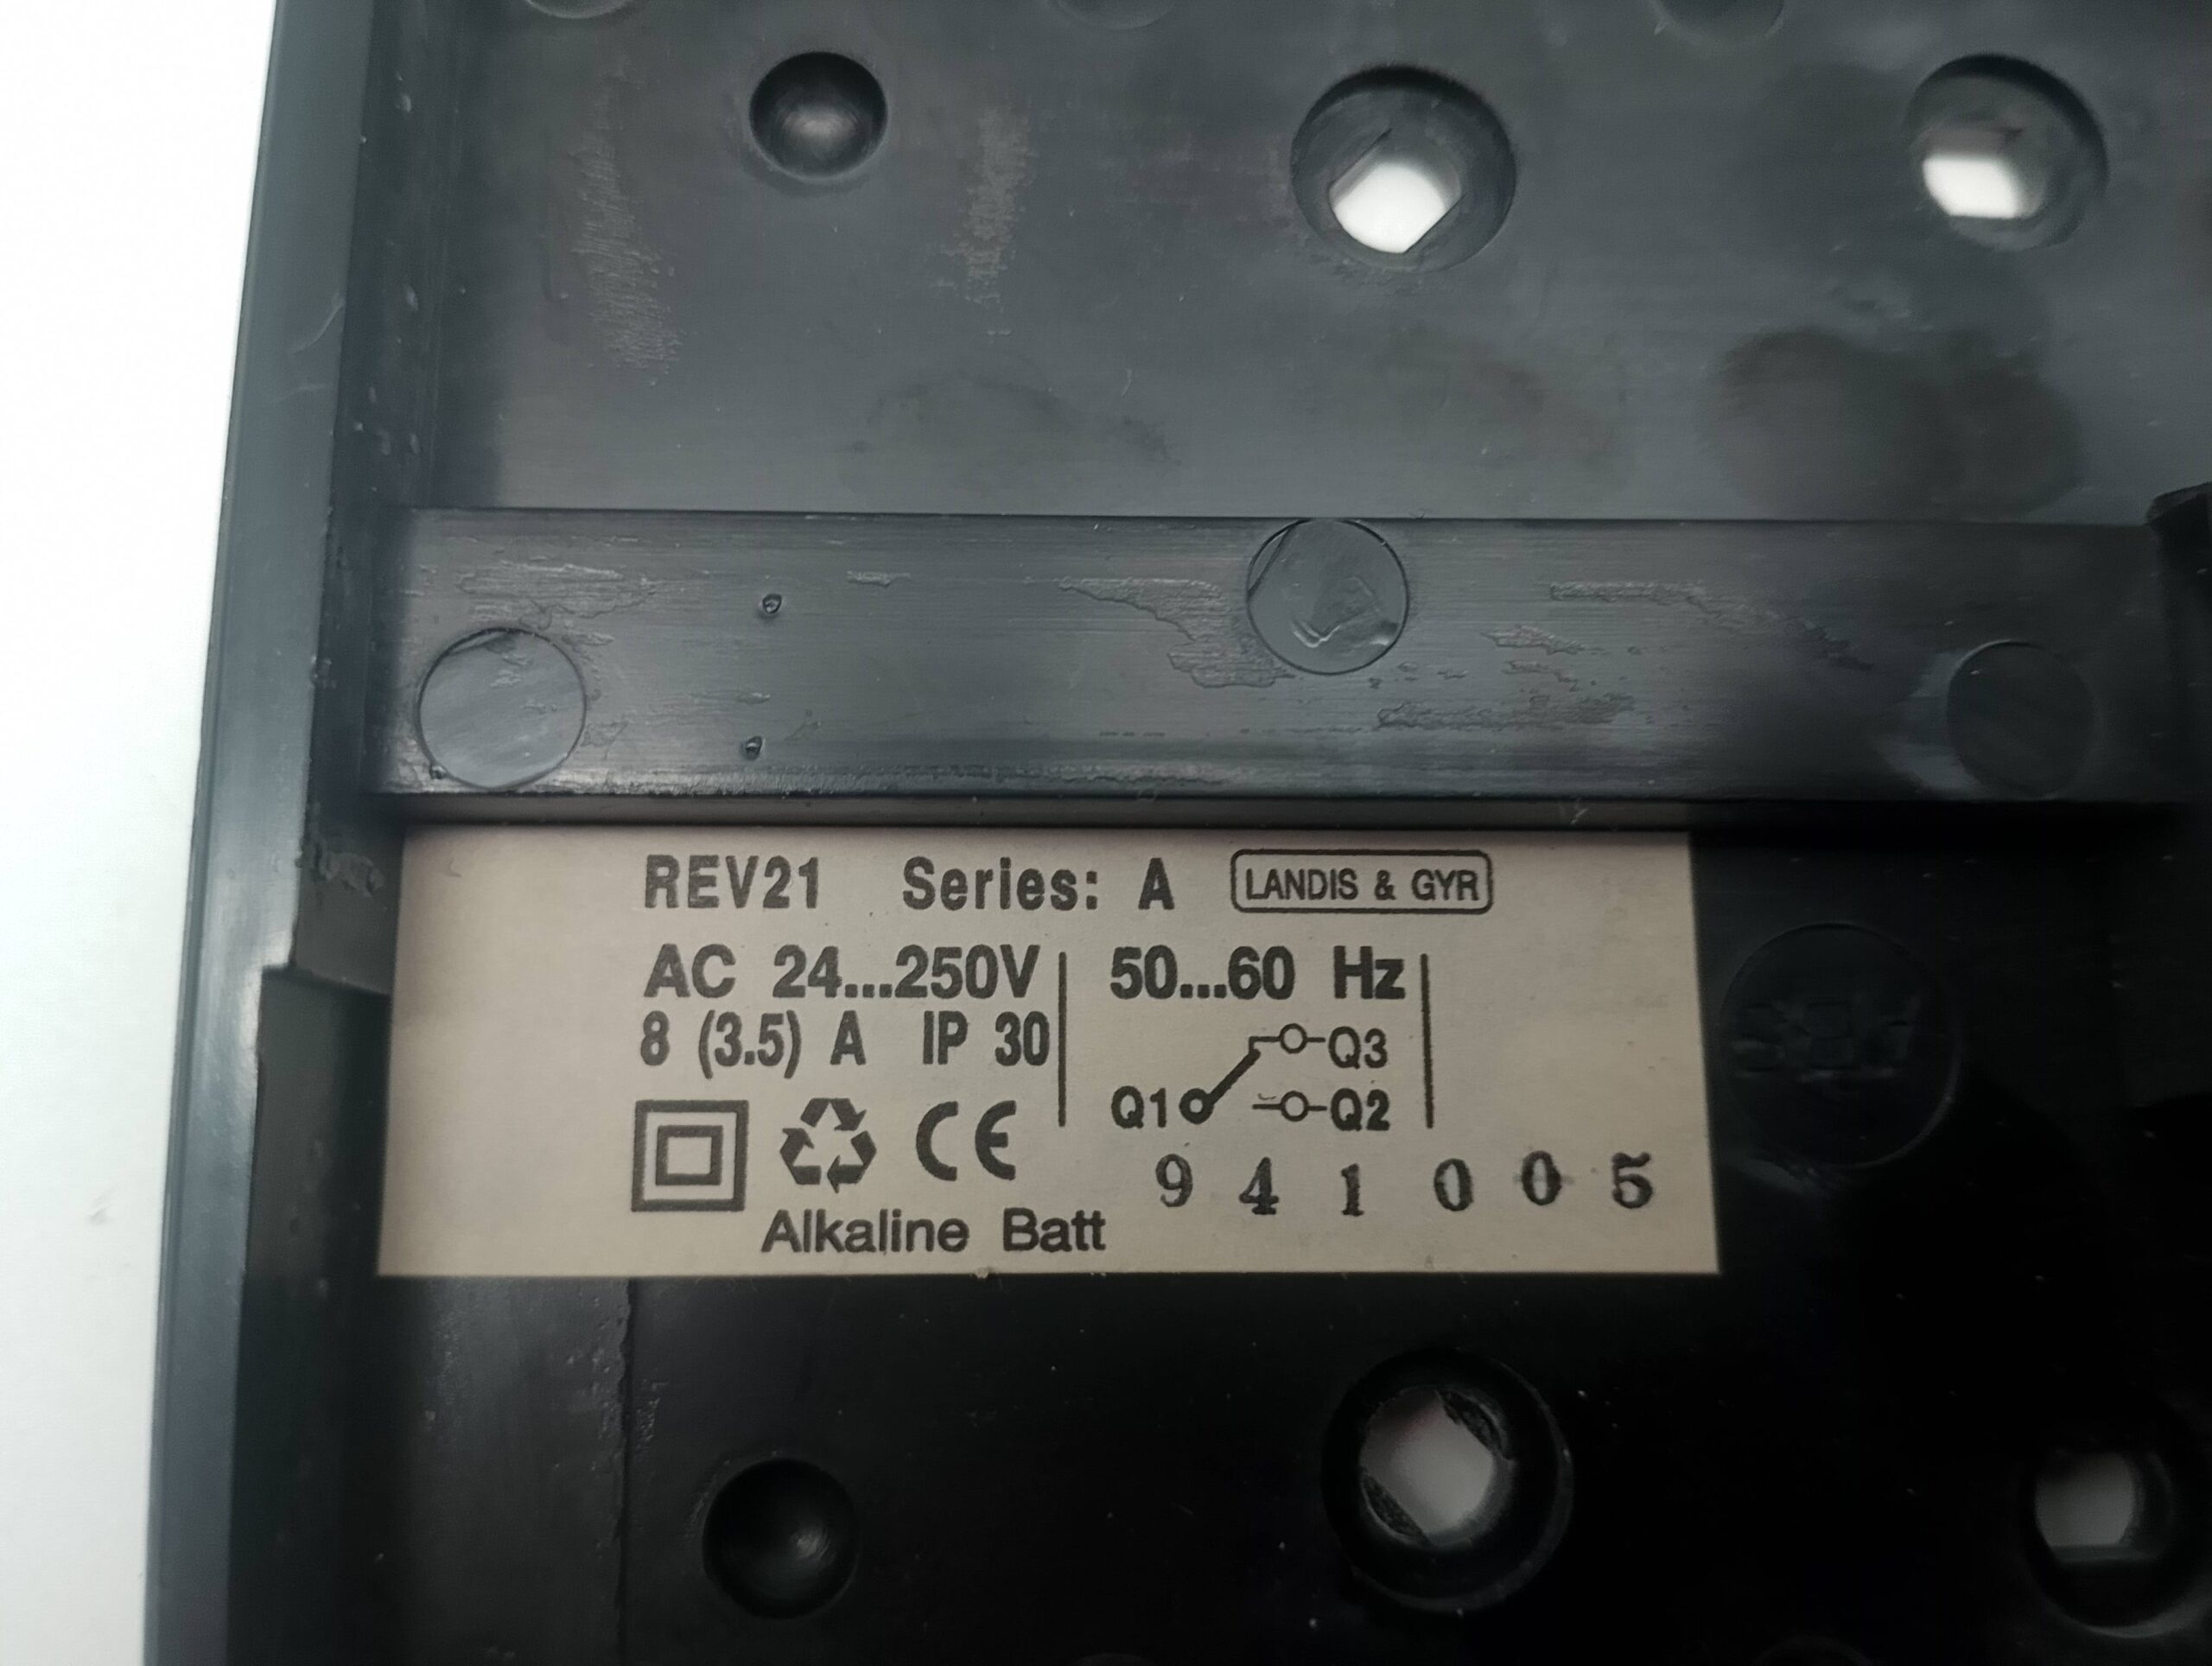 REV21 Series: A LANDIS & GYR
AC 24...250V 50...60 Hz
8 (3.5) A IP 30
Q3
Q1 Q2
CE
9 4 1 0 0 5
Alkaline Batt